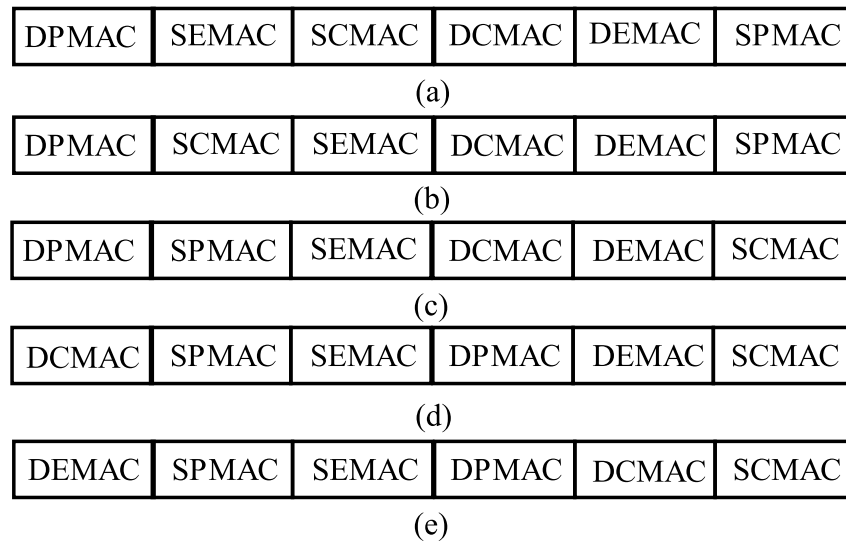 DPMAC SEMAC SCMAC DCMAC DEMAC SPMAC
(a)
DPMAC SCMAC SEMAC DCMAC DEMAC SPMAC
(b)
DPMAC SPMAC SEMAC DCMAC DEMAC SCMAC
(c)
DCMAC SPMAC SEMAC DPMAC DEMAC SCMAC
(d)
DEMAC SPMAC SEMAC DPMAC DCMAC SCMAC
(e)